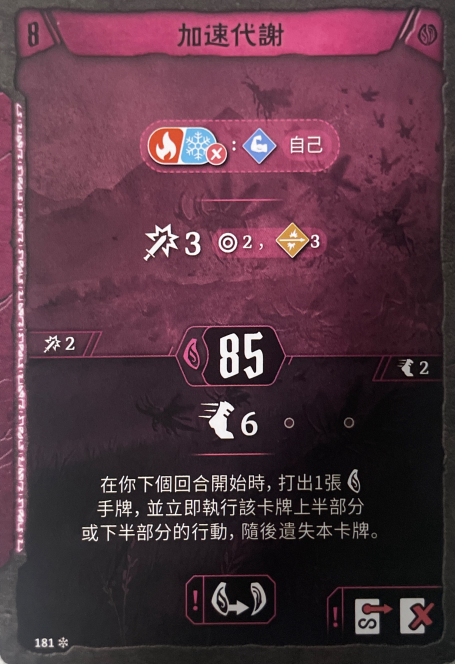 8 加速代謝
: 自己
3 2, 3
2 85 2
6
在你下個回合開始時, 打出1張
手牌, 並立即執行該卡牌上半部分
或下半部分的行動, 隨後遺失本卡牌。
! !
181